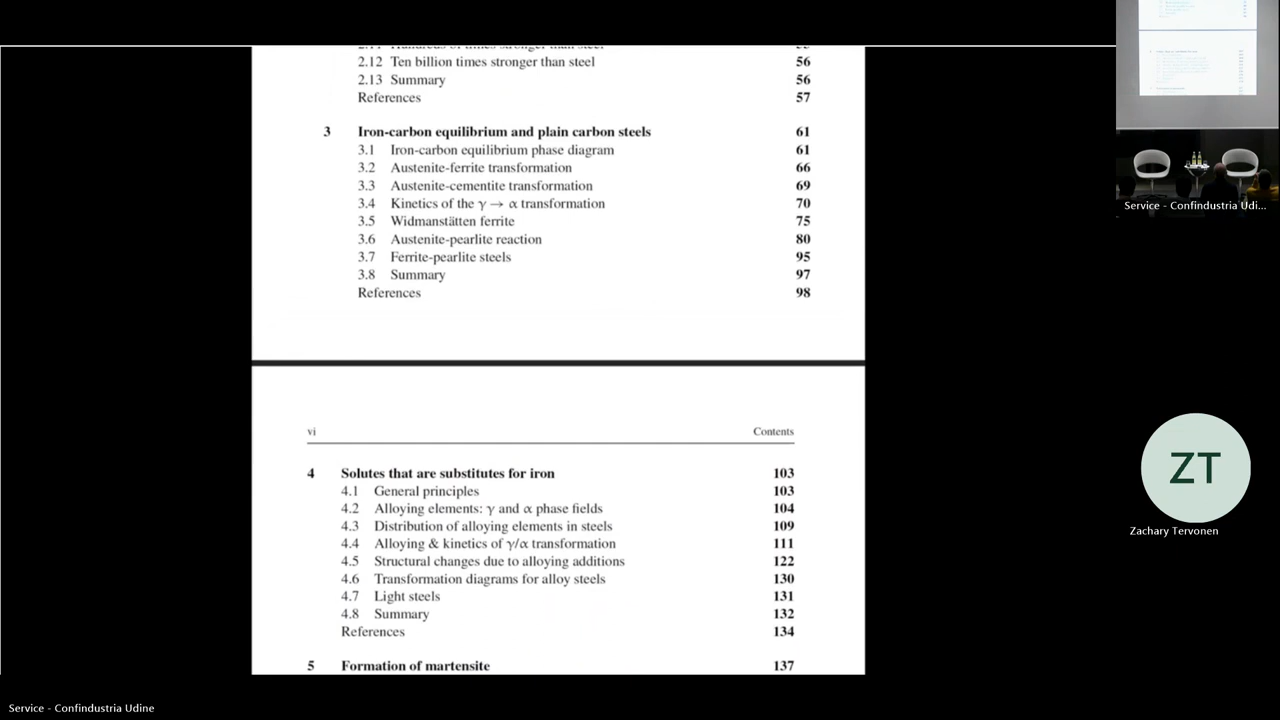 2.12 Ten billion times stronger than steel 56
2.13 Summary 56
References 57
3 Iron-carbon equilibrium and plain carbon steels 61
3.1 Iron-carbon equilibrium phase diagram 61
3.2 Austenite-ferrite transformation 66
3.3 Austenite-cementite transformation 69
3.4 Kinetics of the γ → α transformation 70
3.5 Widmanstätten ferrite 75
3.6 Austenite-pearlite reaction 80
3.7 Ferrite-pearlite steels 95
3.8 Summary 97
References 98
vi Contents
4 Solutes that are substitutes for iron 103
4.1 General principles 103
4.2 Alloying elements: γ and α phase fields 104
4.3 Distribution of alloying elements in steels 109
4.4 Alloying & kinetics of γ/α transformation 111
4.5 Structural changes due to alloying additions 122
4.6 Transformation diagrams for alloy steels 130
4.7 Light steels 131
4.8 Summary 132
References 134
5 Formation of martensite 137
Service - Confindustria Udi...
ZT
Zachary Tervonen
Service - Confindustria Udine